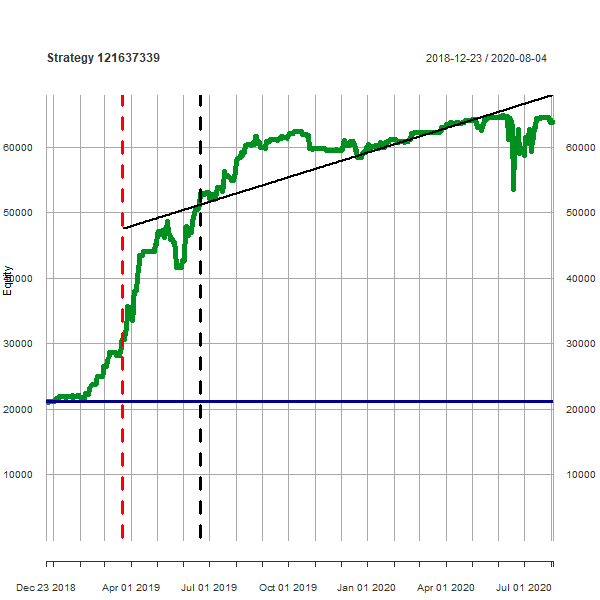 Strategy 121637339
2018-12-23 / 2020-08-04
60000
60000
50000
50000
Equity
40000
40000
30000
30000
20000
20000
10000
10000
Dec 23 2018
Apr 01 2019
Jul 01 2019
Oct 01 2019
Jan 01 2020
Apr 01 2020
Jul 01 2020